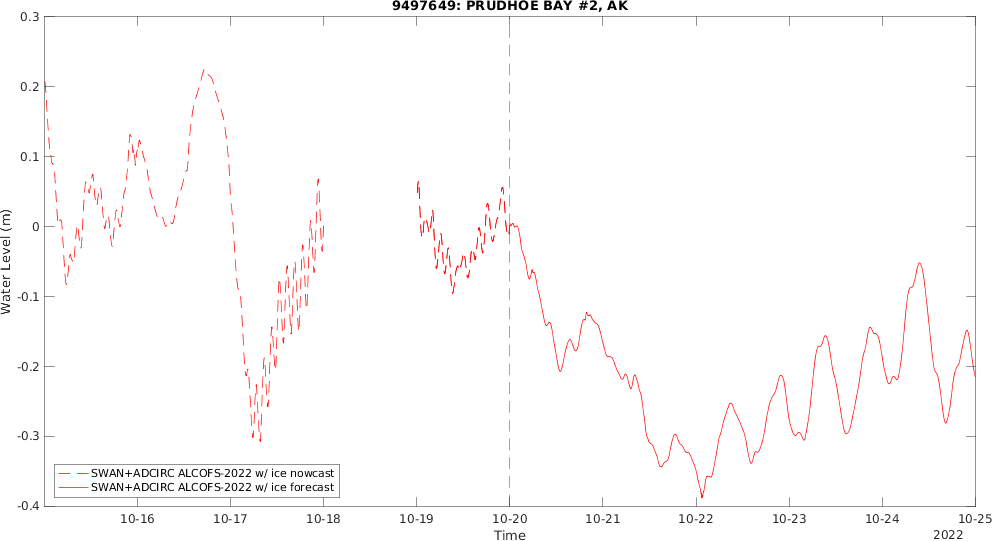 9497649: PRUDHOE BAY #2, AK
Water Level (m)
0.3
0.2
0.1
0
-0.1
-0.2
-0.3
-0.4
SWAN+ADCIRC ALCOFS-2022 w/ ice nowcast
SWAN+ADCIRC ALCOFS-2022 w/ ice forecast
10-16 10-17 10-18 10-19 10-20 10-21 10-22 10-23 10-24 10-25
Time
2022